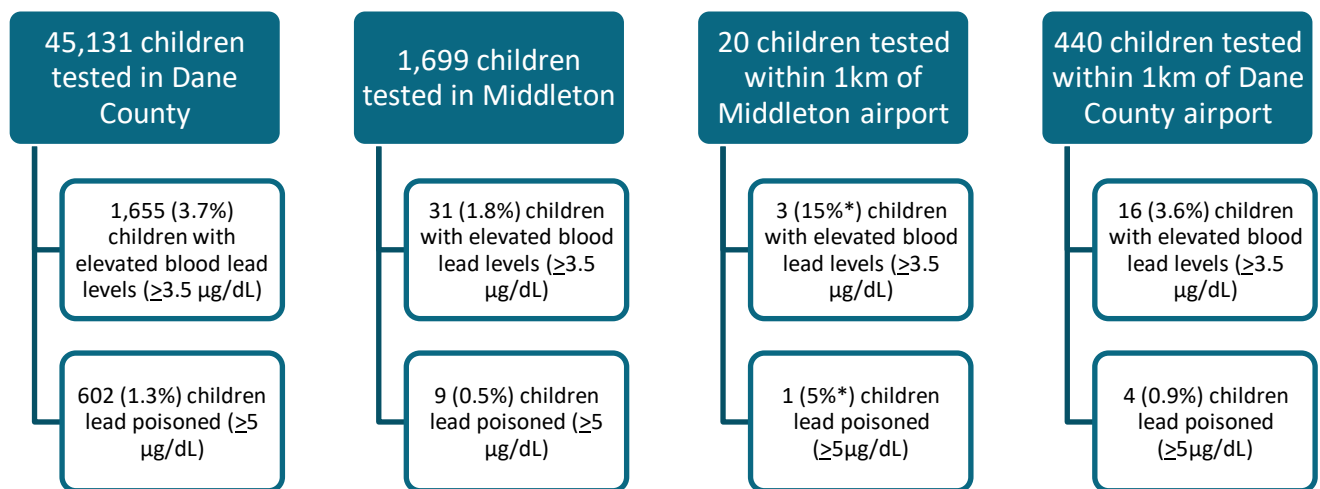 45,131 children
tested in Dane
County
1,655 (3.7%)
children with
elevated blood lead
levels (≥3.5 µg/dL)
602 (1.3%) children
lead poisoned (≥5
µg/dL)
1,699 children
tested in Middleton
31 (1.8%) children
with elevated blood
lead levels (≥3.5
µg/dL)
9 (0.5%) children
lead poisoned (≥5
µg/dL)
20 children tested
within 1km of
Middleton airport
3 (15%*) children
with elevated blood
lead levels (≥3.5
µg/dL)
1 (5%*) children
lead poisoned
(≥5µg/dL)
440 children tested
within 1km of Dane
County airport
16 (3.6%) children
with elevated blood
lead levels (≥3.5
µg/dL)
4 (0.9%) children
lead poisoned
(≥5µg/dL)